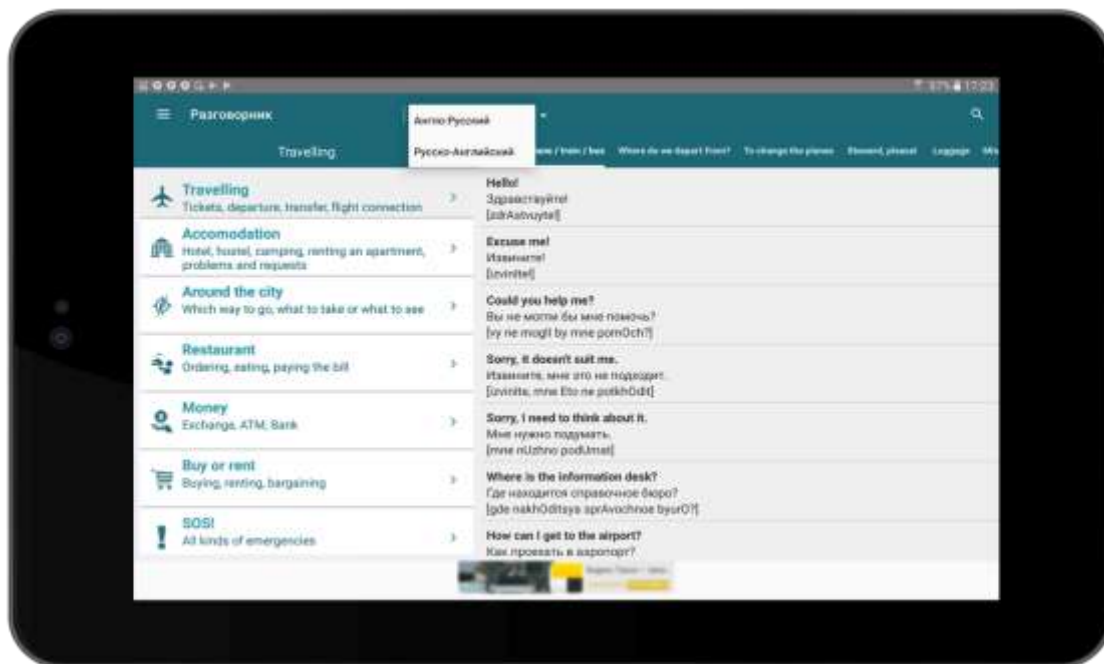 97% 17:23
Разговорник
Англо-Русский
Русско-Английский
Travelling
/ train / bus
Where do we depart from?
To change the planes
Luggage
Travelling
Tickets, departure, transfer, flight connection
Accomodation
Hotel, hostel, camping, renting an apartment,
problems and requests
Around the city
Which way to go, what to take or what to see
Restaurant
Ordering, eating, paying the bill
Money
Exchange, ATM, Bank
Buy or rent
Buying, renting, bargaining
SOS!
All kinds of emergencies
Hello!
Здравствуйте!
[zdrAstvuyte!]
Excuse me!
Извините!
[izvinite!]
Could you help me?
Вы не могли бы мне помочь?
[vy ne mogli by mne pomOch?]
Sorry, it doesn't suit me.
Извините, мне это не подходит.
[izvinite, mne Eto ne potkhOdit]
Sorry, I need to think about it.
Мне нужно подумать.
[mne nUzhno podUmat]
Where is the information desk?
Где находится справочное бюро?
[gde nakhOditsya sprAvochnoe byurO?]
How can I get to the airport?
Как проехать в аэропорт?